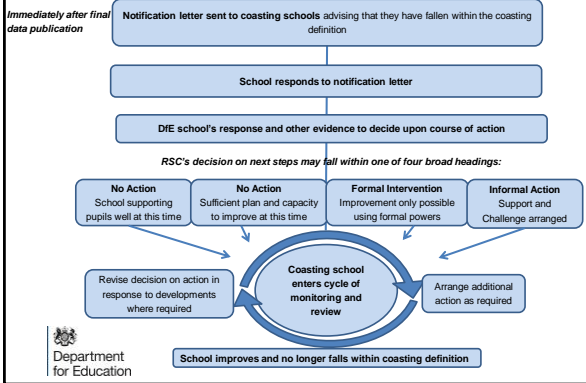 Immediately after final
data publication
Notification letter sent to coasting schools advising that they have fallen within the coasting
definition
School responds to notification letter
DfE school's response and other evidence to decide upon course of action
RSC's decision on next steps may fall within one of four broad headings:
No Action
School supporting
pupils well at this time
No Action
Sufficient plan and capacity
to improve at this time
Formal Intervention
Improvement only possible
using formal powers
Informal Action
Support and
Challenge arranged
Revise decision on action in
response to developments
where required
Coasting school
enters cycle of
monitoring and
review
Arrange additional
action as required
School improves and no longer falls within coasting definition
Department
for Education